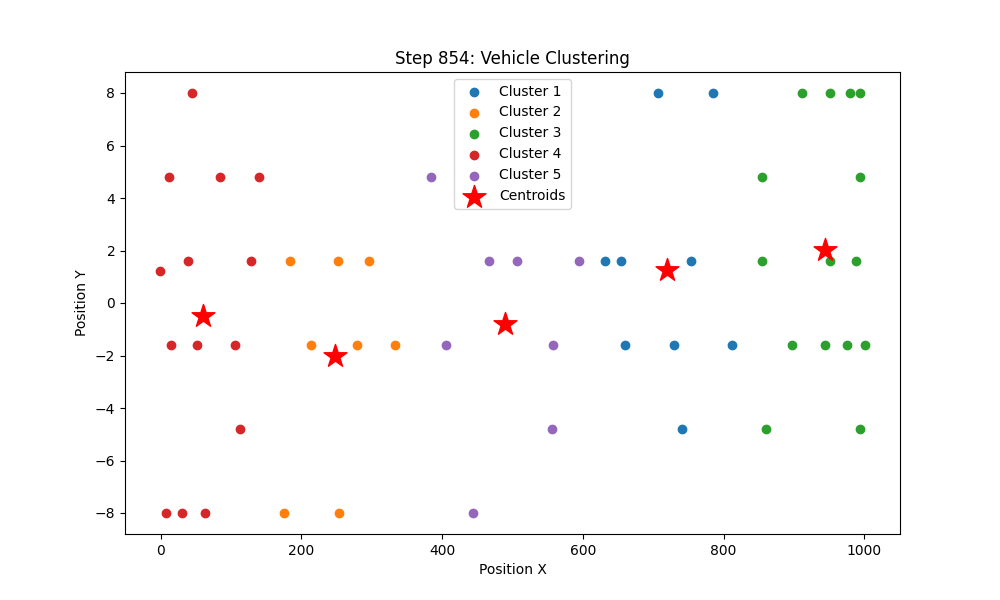 Step 854: Vehicle Clustering
Cluster 1
Cluster 2
Cluster 3
Cluster 4
Cluster 5
Centroids
8
6
4
2
0
−2
−4
−6
−8
Position Y
0 200 400 600 800 1000
Position X